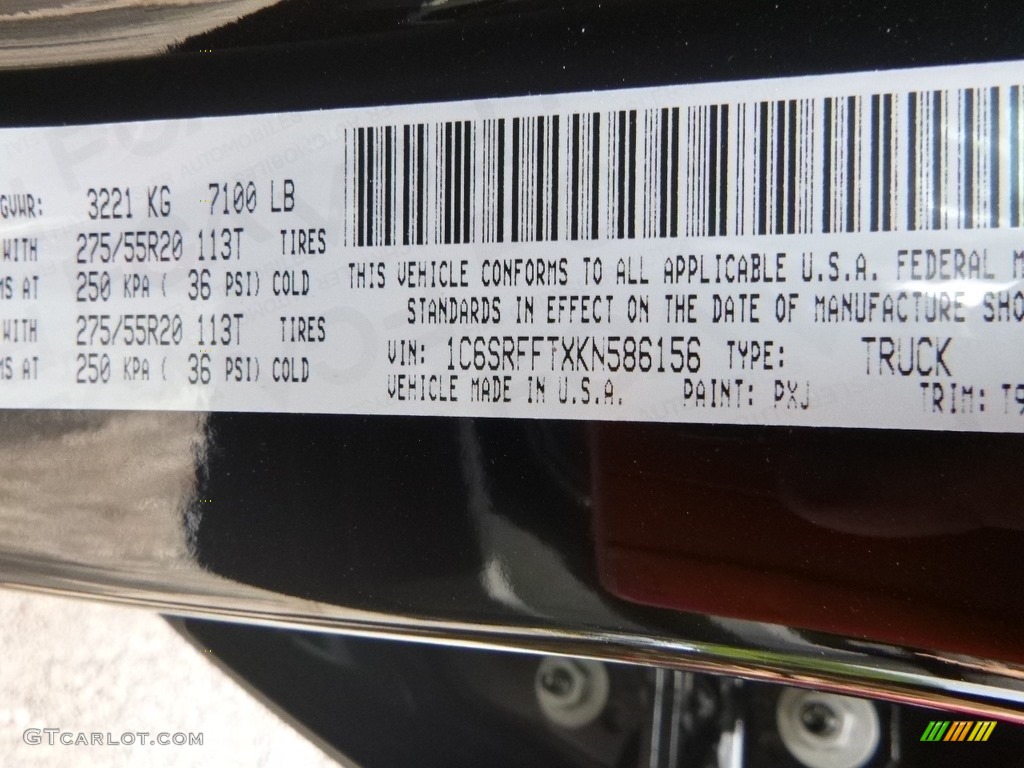 GVWR: 3221 KG 7100 LB
WITH 275/55R20 113T TIRES
MS AT 250 KPA ( 36 PSI) COLD
WITH 275/55R20 113T TIRES
MS AT 250 KPA ( 36 PSI) COLD
THIS VEHICLE CONFORMS TO ALL APPLICABLE U.S.A. FEDERAL M
STANDARDS IN EFFECT ON THE DATE OF MANUFACTURE SHO
VIN: 1C6SRFFTXKN586156 TYPE: TRUCK
VEHICLE MADE IN U.S.A. PAINT: PXJ TRIM: T9
GTcarlot.com